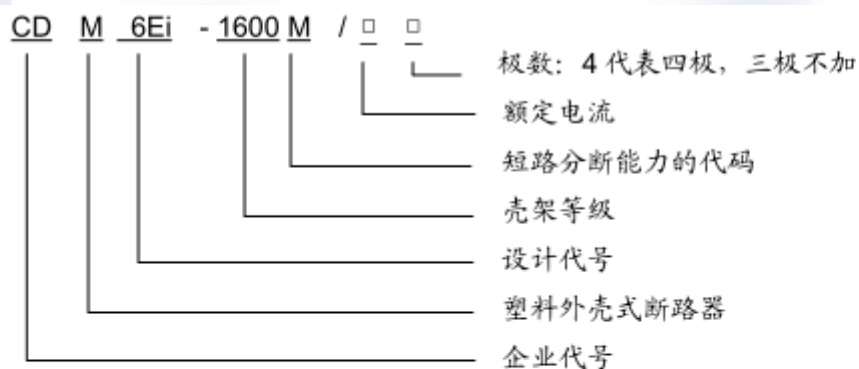 CD M 6Ei - 1600 M / □ □
极数：4代表四极，三极不加
额定电流
短路分断能力的代码
壳架等级
设计代号
塑料外壳式断路器
企业代号